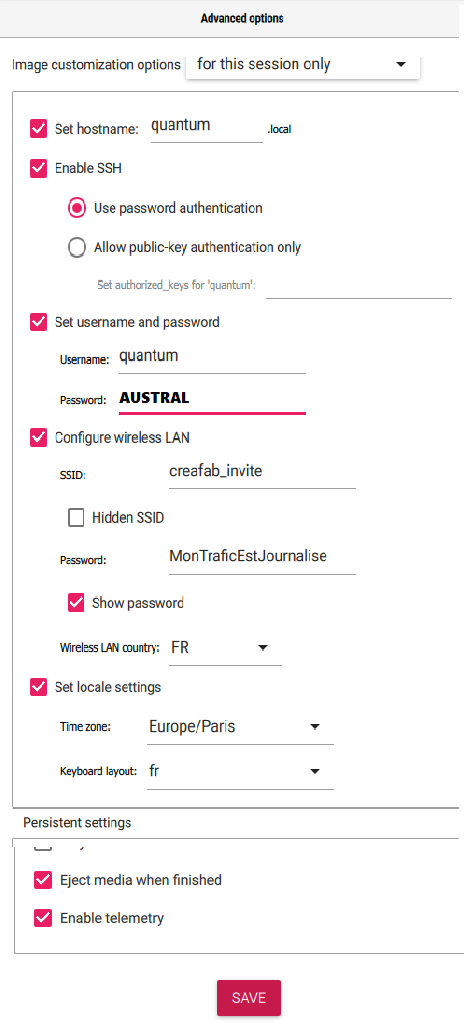 Advanced options
Image customization options for this session only
Set hostname: quantum .local
Enable SSH
Use password authentication
Allow public-key authentication only
Set authorized_keys for 'quantum':
Set username and password
Username: quantum
Password: AUSTRAL
Configure wireless LAN
SSID: creafab_invite
Hidden SSID
Password: MonTraficEstJournalise
Show password
Wireless LAN country: FR
Set locale settings
Time zone: Europe/Paris
Keyboard layout: fr
Persistent settings
Eject media when finished
Enable telemetry
SAVE